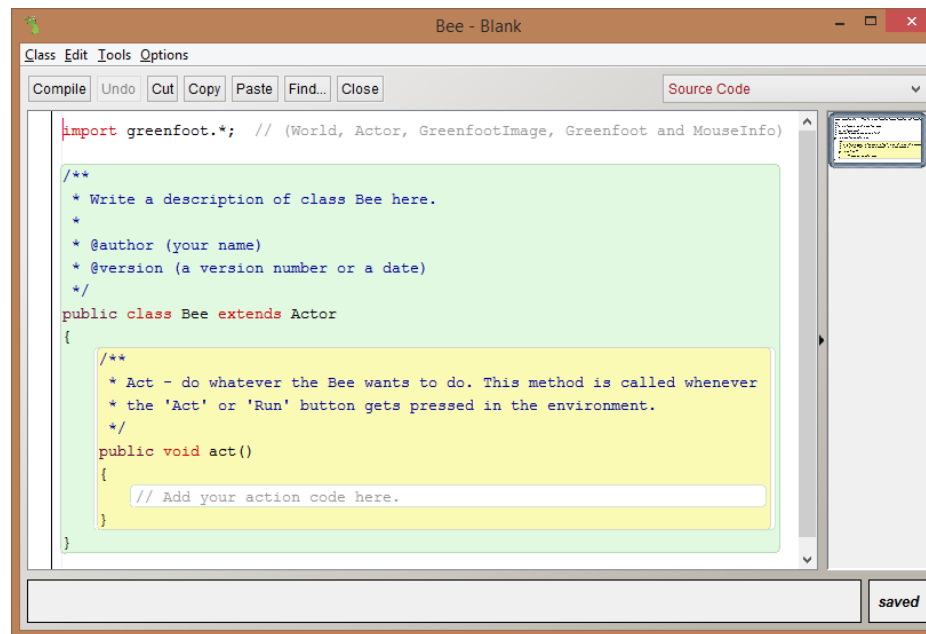 Bee - Blank
Class Edit Tools Options
Compile Undo Cut Copy Paste Find... Close Source Code
import greenfoot.*;  // (World, Actor, GreenfootImage, Greenfoot and MouseInfo)
/**
 * Write a description of class Bee here.
 *
 * @author (your name)
 * @version (a version number or a date)
 */
public class Bee extends Actor
{
    /**
     * Act - do whatever the Bee wants to do. This method is called whenever
     * the 'Act' or 'Run' button gets pressed in the environment.
     */
    public void act()
    {
        // Add your action code here.
    }
}
saved